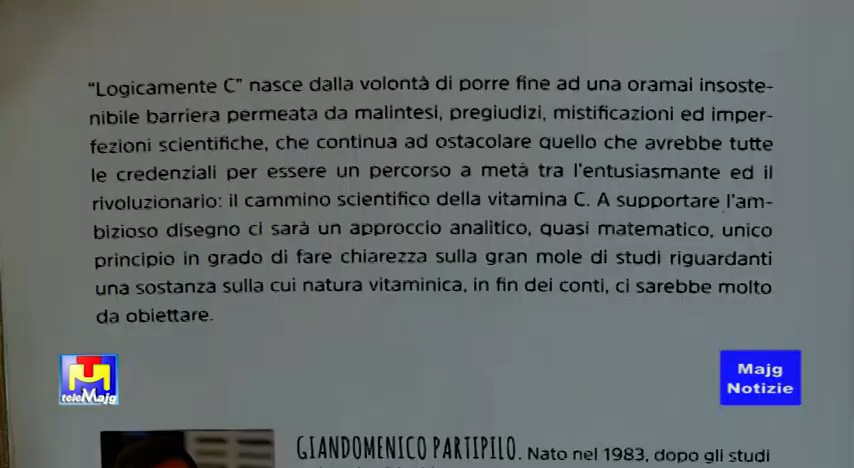 “Logicamente C” nasce dalla volontà di porre fine ad una oramai insoste-
nibile barriera permeata da malintesi, pregiudizi, mistificazioni ed imper-
fezioni scientifiche, che continua ad ostacolare quello che avrebbe tutte
le credenziali per essere un percorso a metà tra l'entusiasmante ed il
rivoluzionario: il cammino scientifico della vitamina C. A supportare l'am-
bizioso disegno ci sarà un approccio analitico, quasi matematico, unico
principio in grado di fare chiarezza sulla gran mole di studi riguardanti
una sostanza sulla cui natura vitaminica, in fin dei conti, ci sarebbe molto
da obiettare.
TM
teleMajg
Majg
Notizie
GIANDOMENICO PARTIPILO. Nato nel 1983, dopo gli studi